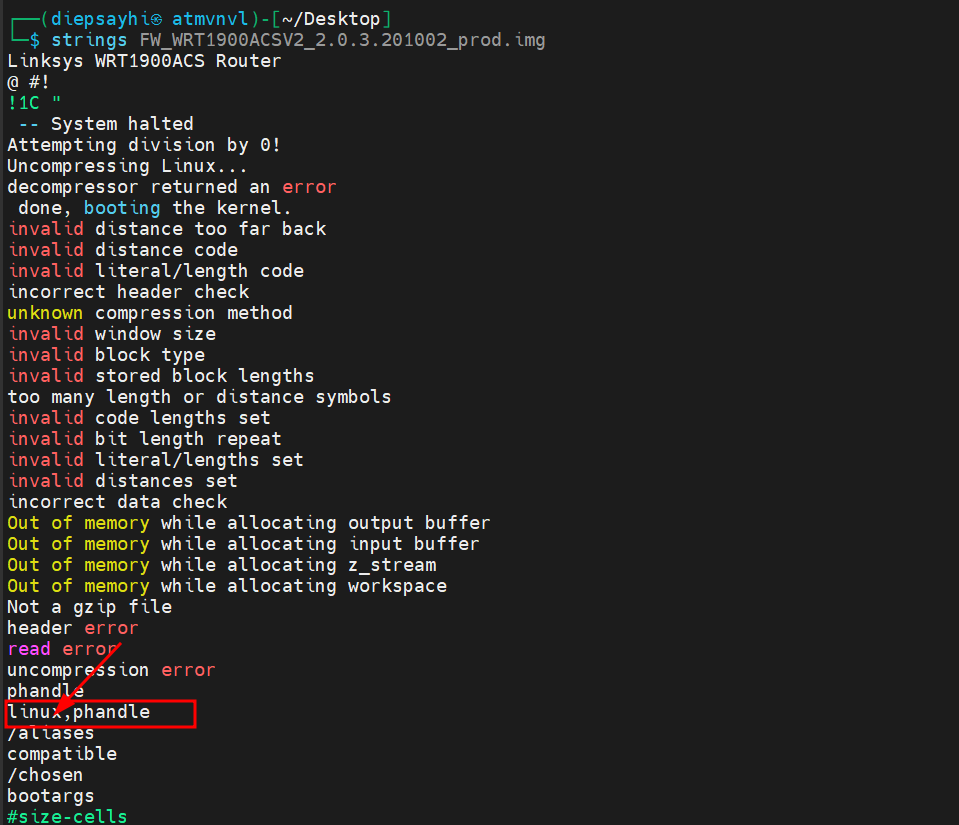 ┌──(diepsayhi㉿ atmvnvl)-[~/Desktop]
└─$ strings FW_WRT1900ACSV2_2.0.3.201002_prod.img
Linksys WRT1900ACS Router
@ #!
!1C "
 -- System halted
Attempting division by 0!
Uncompressing Linux...
decompressor returned an error
 done, booting the kernel.
invalid distance too far back
invalid distance code
invalid literal/length code
incorrect header check
unknown compression method
invalid window size
invalid block type
invalid stored block lengths
too many length or distance symbols
invalid code lengths set
invalid bit length repeat
invalid literal/lengths set
invalid distances set
incorrect data check
Out of memory while allocating output buffer
Out of memory while allocating input buffer
Out of memory while allocating z_stream
Out of memory while allocating workspace
Not a gzip file
header error
read error
uncompression error
phandle
linux,phandle
/aliases
compatible
/chosen
bootargs
#size-cells